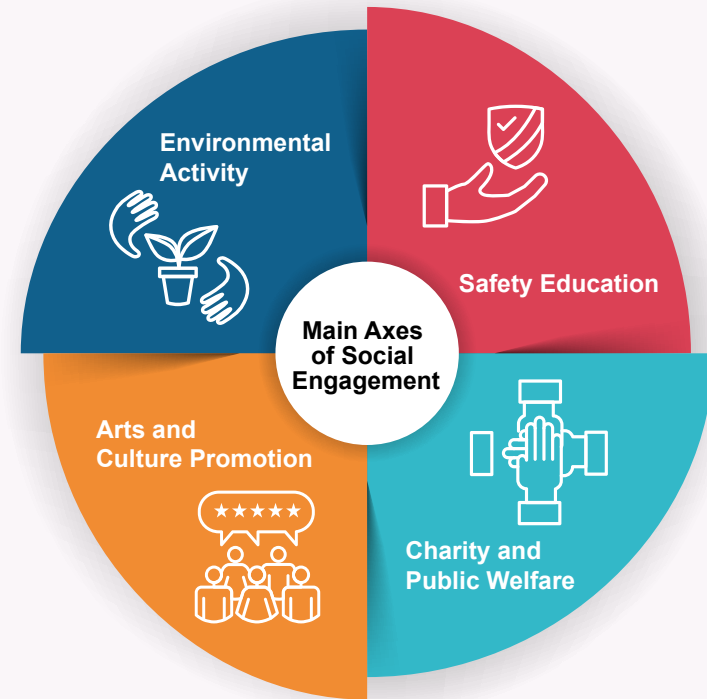 Environmental
Activity
Safety Education
Main Axes
of Social
Engagement
Arts and
Culture Promotion
Charity and
Public Welfare